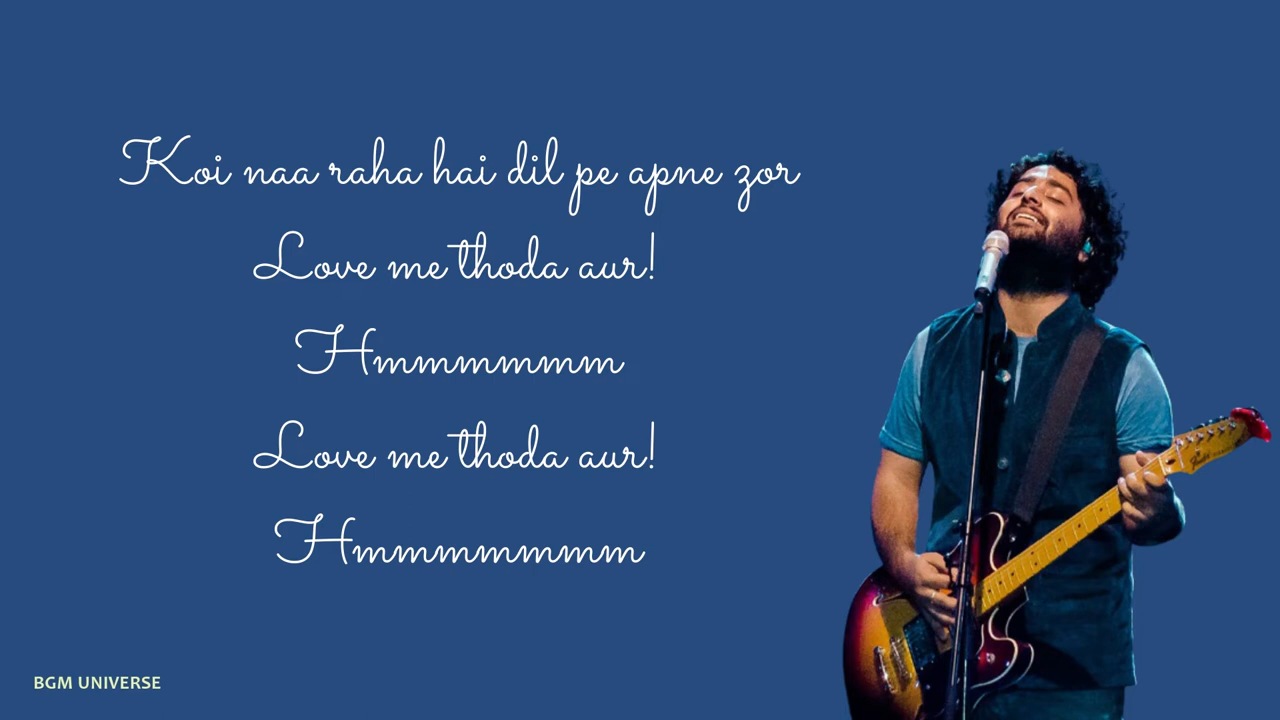 Koi naa raha hai dil pe apne zor
Love me thoda aur!
Hmmmmmm
Love me thoda aur!
Hmmmmmmm
BGM UNIVERSE